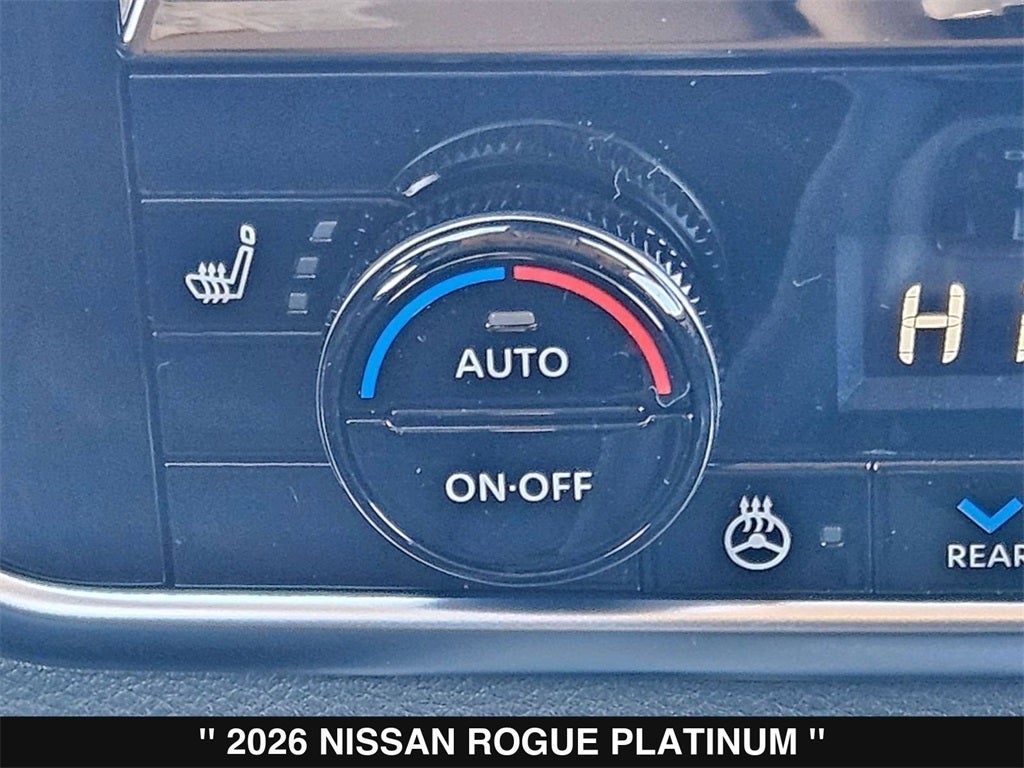 AUTO
H
ON·OFF
REAR
" 2026 NISSAN ROGUE PLATINUM "